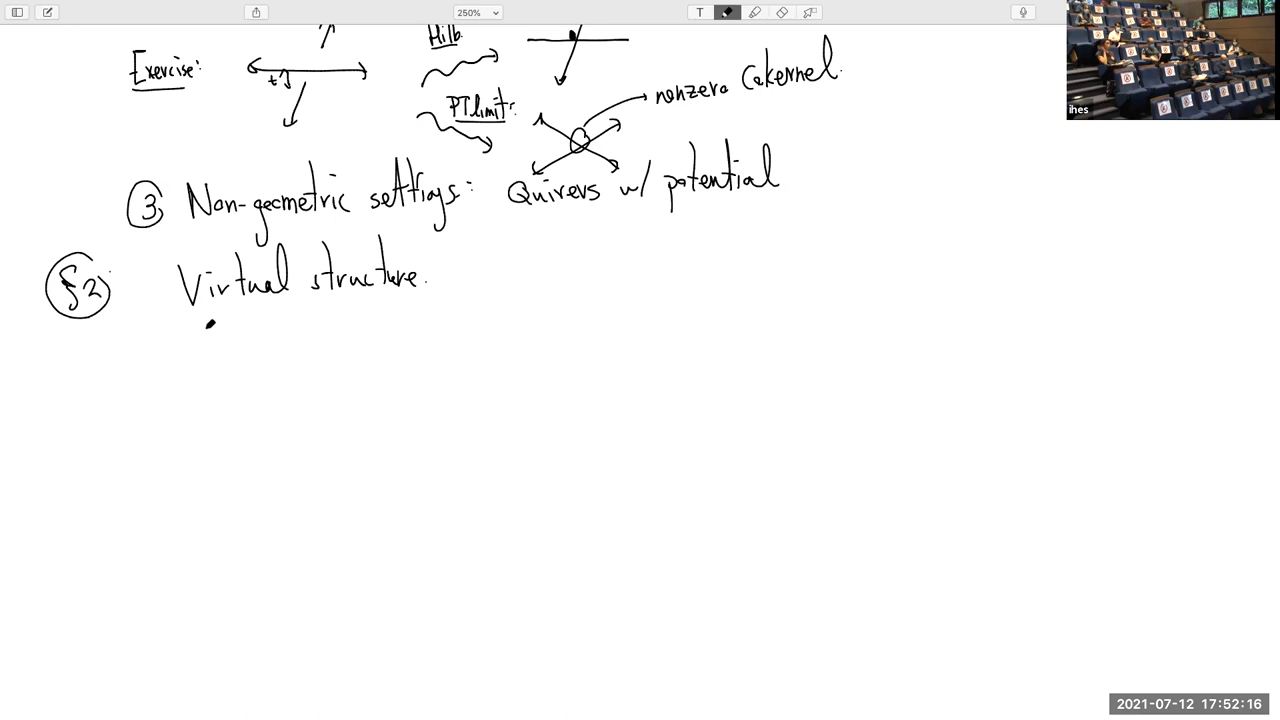 250%
T
ihes
Hilb.
Exercise:
nonzero Cokernel.
PT limit:
③ Non-geometric settings: Quivers w/ potential
§2 Virtual structure.
2021-07-12 17:52:16